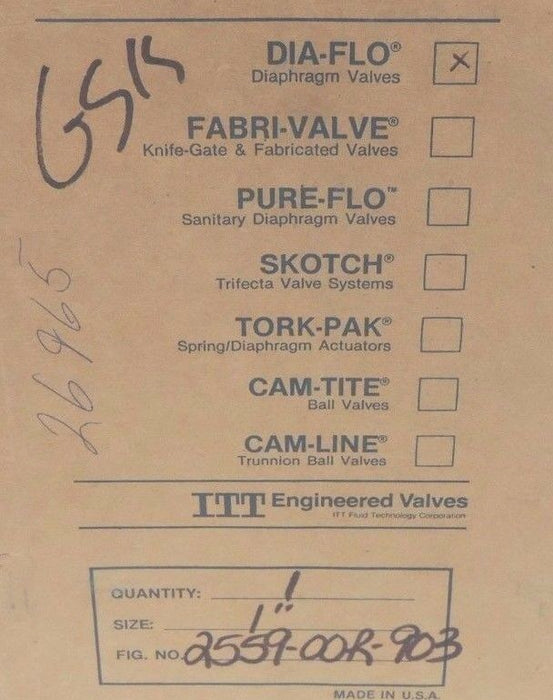 GSK
DIA-FLO® X
Diaphragm Valves
FABRI-VALVE®
Knife-Gate & Fabricated Valves
PURE-FLO™
Sanitary Diaphragm Valves
SKOTCH®
Trifecta Valve Systems
TORK-PAK®
Spring/Diaphragm Actuators
CAM-TITE®
Ball Valves
CAM-LINE®
Trunnion Ball Valves
26965
ITT Engineered Valves
ITT Fluid Technology Corporation
QUANTITY: 1
SIZE: 1"
FIG. NO. 2559-OOR-903
MADE IN U.S.A.